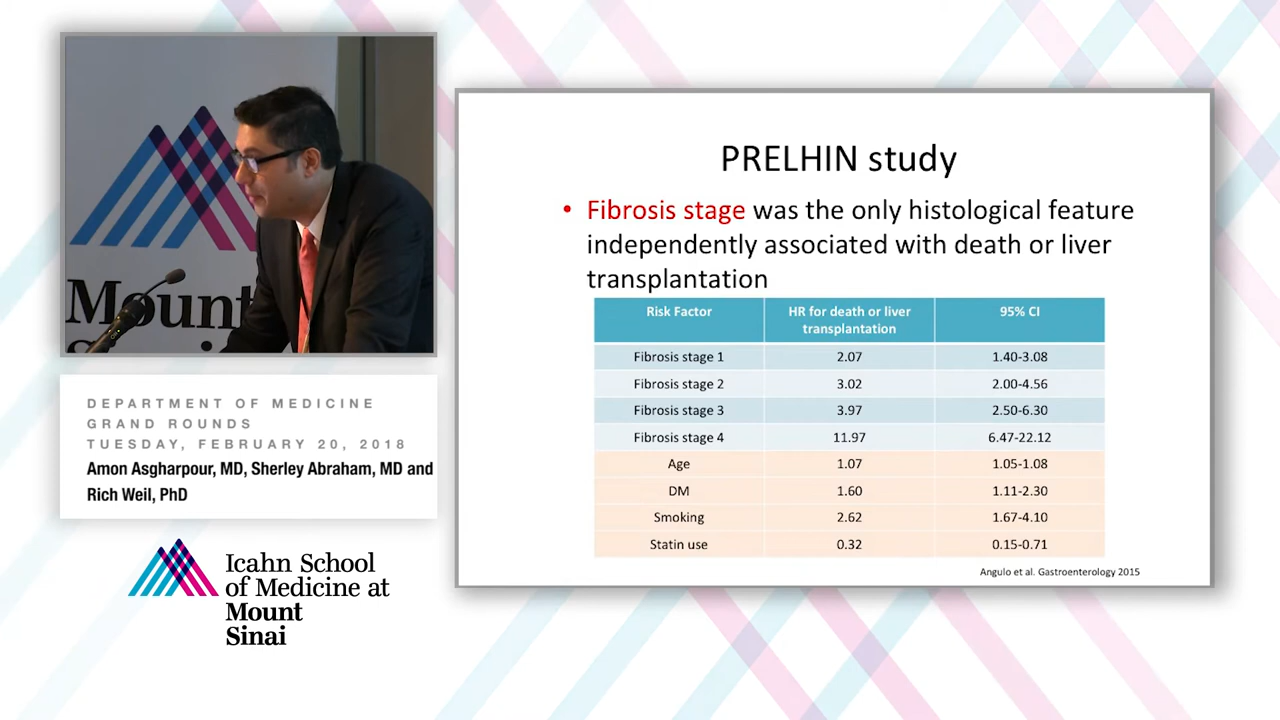 Mount
DEPARTMENT OF MEDICINE
GRAND ROUNDS
TUESDAY, FEBRUARY 20, 2018
Amon Asgharpour, MD, Sherley Abraham, MD and
Rich Weil, PhD
Icahn School
of Medicine at
Mount
Sinai
PRELHIN study
• Fibrosis stage was the only histological feature
independently associated with death or liver
transplantation
Risk Factor HR for death or liver transplantation 95% CI
Fibrosis stage 1 2.07 1.40-3.08
Fibrosis stage 2 3.02 2.00-4.56
Fibrosis stage 3 3.97 2.50-6.30
Fibrosis stage 4 11.97 6.47-22.12
Age 1.07 1.05-1.08
DM 1.60 1.11-2.30
Smoking 2.62 1.67-4.10
Statin use 0.32 0.15-0.71
Angulo et al. Gastroenterology 2015